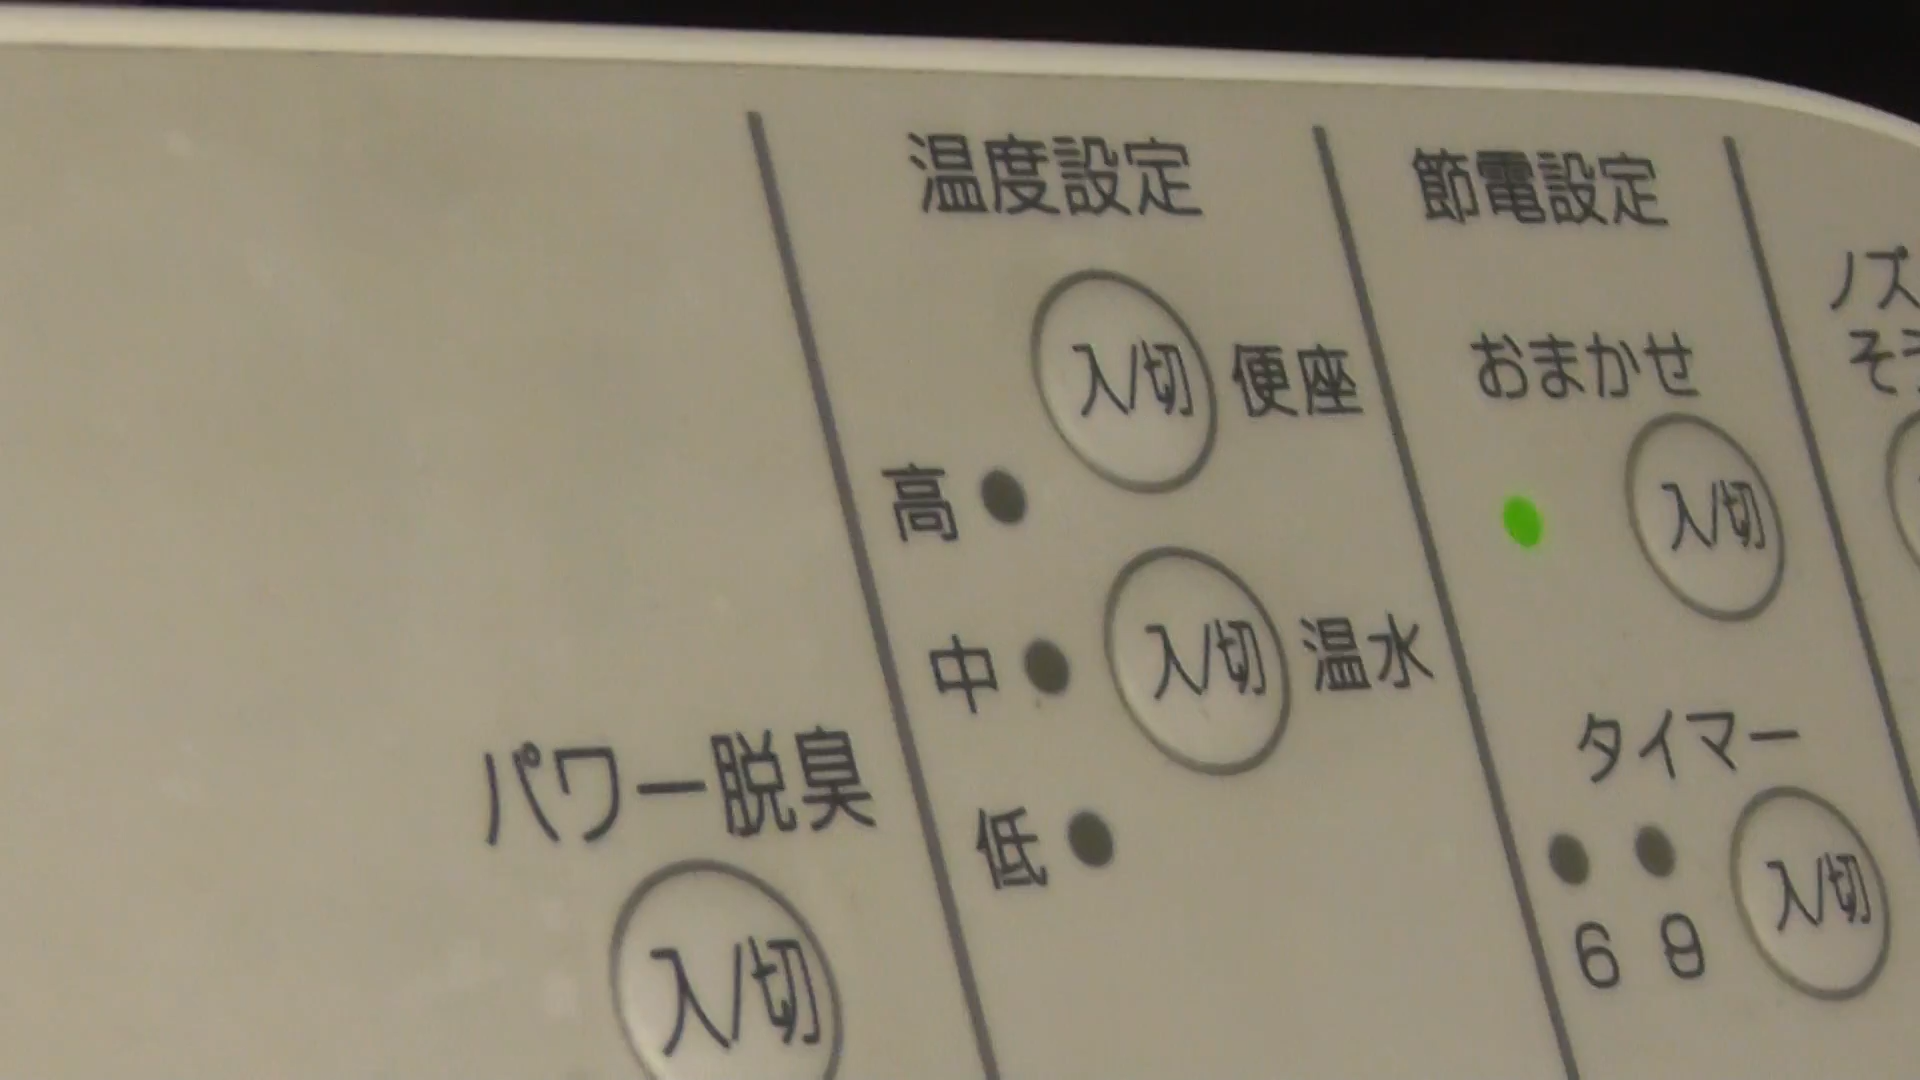 温度設定
入/切 便座
高
入/切 温水
中
低
パワー脱臭
入/切
節電設定
おまかせ
入/切
タイマー
入/切
6 9